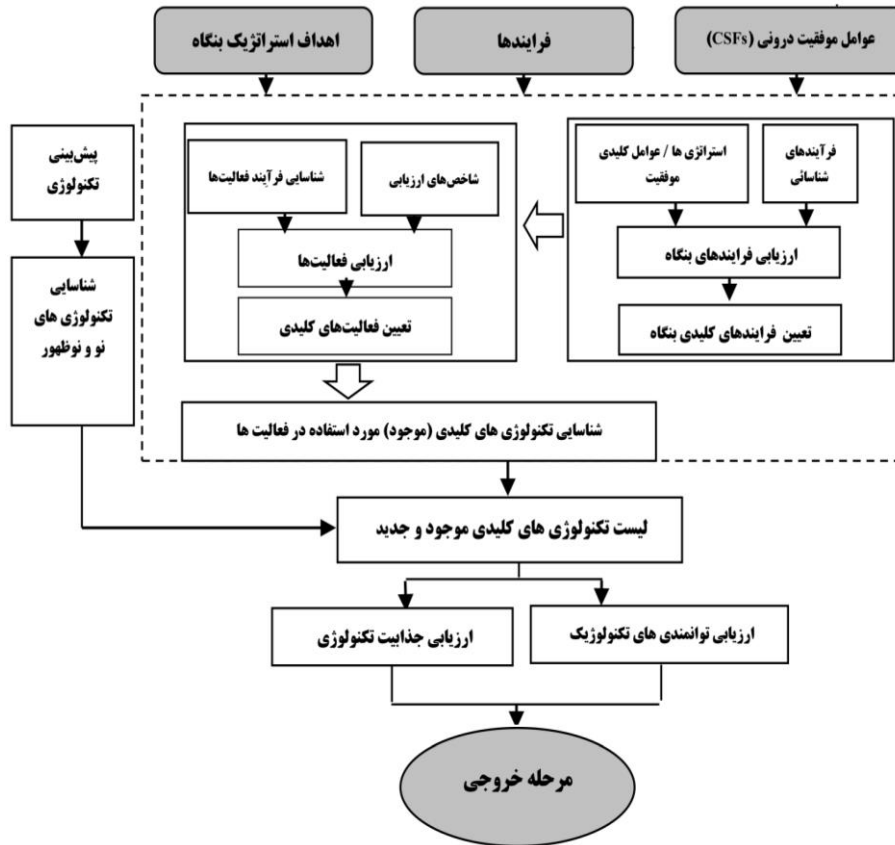 عوامل موفقیت درونی (CSFs)
فرایندها
اهداف استراتژیک بنگاه
فرآیندهای
شناسائی
استراتژی ها / عوامل کلیدی
موفقیت
ارزیابی فرایندهای بنگاه
تعیین فرایندهای کلیدی بنگاه
شاخص‌های ارزیابی
شناسایی فرآیند فعالیت‌ها
ارزیابی فعالیت‌ها
تعیین فعالیت‌های کلیدی
پیش‌بینی
تکنولوژی
شناسایی
تکنولوژی های
نو و نوظهور
شناسایی تکنولوژی های کلیدی (موجود) مورد استفاده در فعالیت ها
لیست تکنولوژی های کلیدی موجود و جدید
ارزیابی توانمندی های تکنولوژیک
ارزیابی جذابیت تکنولوژی
مرحله خروجی